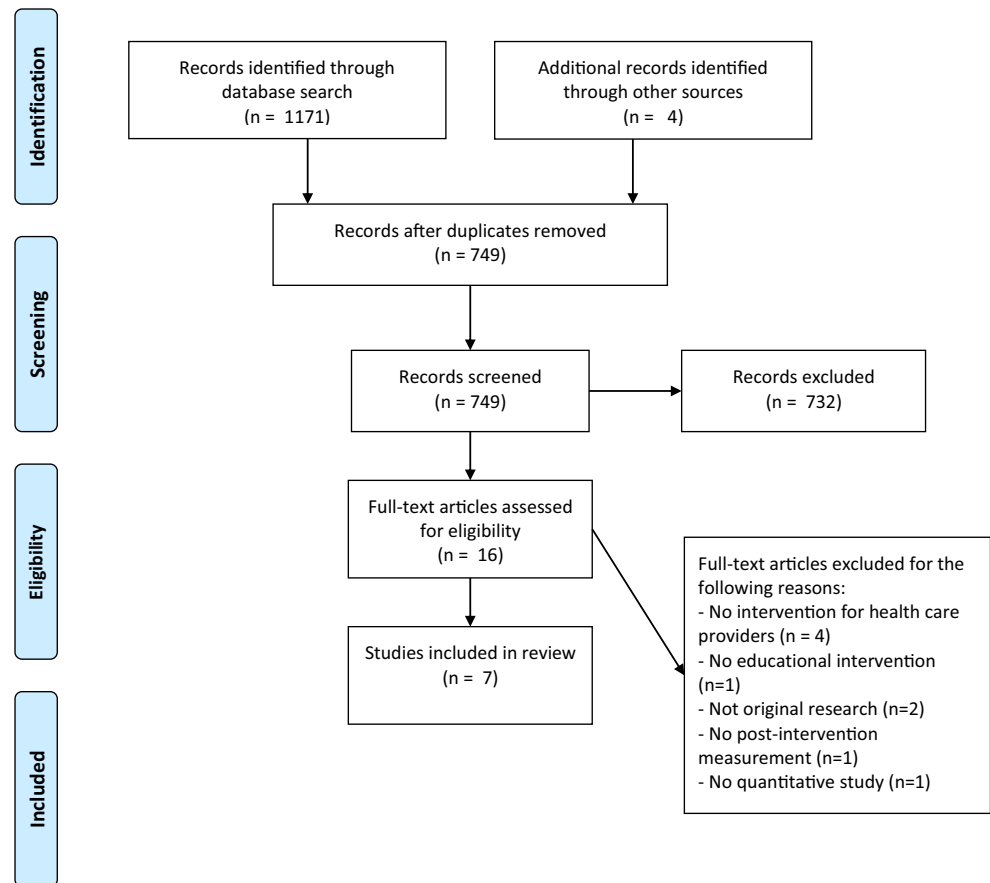 Identification
Records identified through
database search
(n = 1171)
Additional records identified
through other sources
(n = 4)
Records after duplicates removed
(n = 749)
Screening
Records screened
(n = 749)
Records excluded
(n = 732)
Eligibility
Full-text articles assessed
for eligibility
(n = 16)
Full-text articles excluded for the
following reasons:
- No intervention for health care
providers (n = 4)
- No educational intervention
(n=1)
- Not original research (n=2)
- No post-intervention
measurement (n=1)
- No quantitative study (n=1)
Studies included in review
(n = 7)
Included